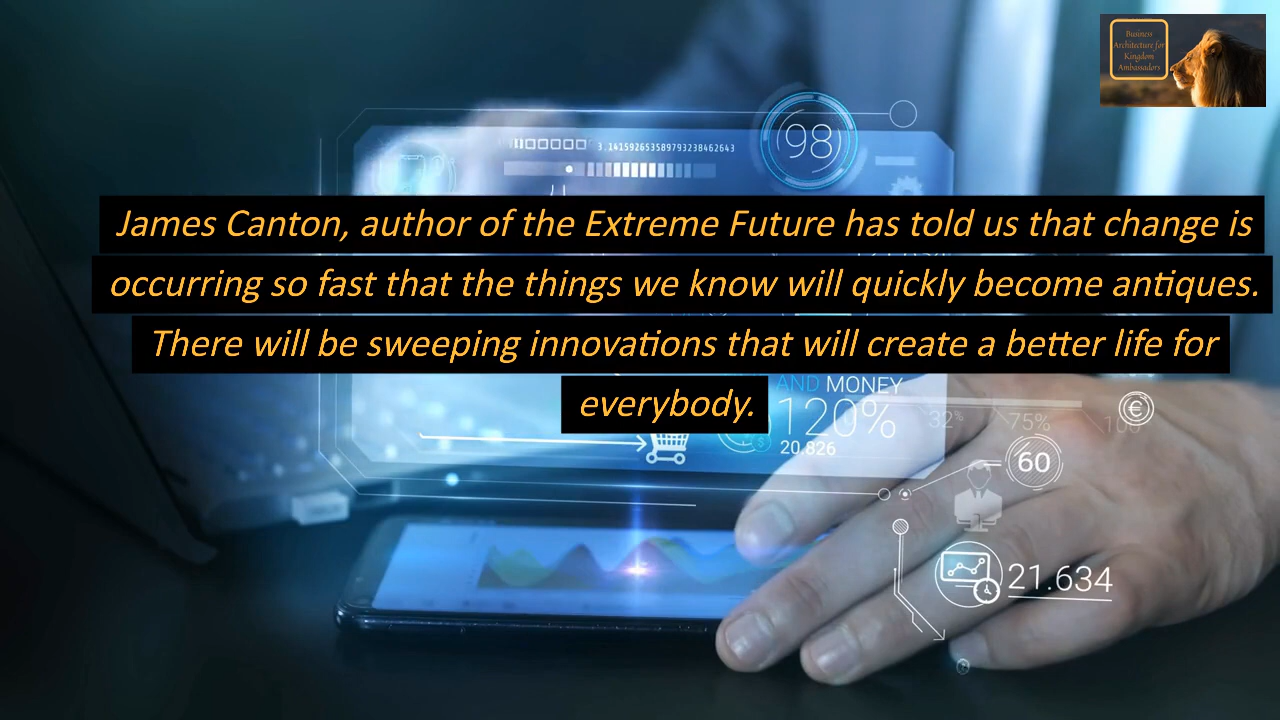 Business
Architecture for
Kingdom
Ambassadors
3.141592653589793238462643
98
James Canton, author of the Extreme Future has told us that change is
occurring so fast that the things we know will quickly become antiques.
There will be sweeping innovations that will create a better life for
everybody.
AND MONEY
120%
20.826
32%
75%
100
€
60
21.634